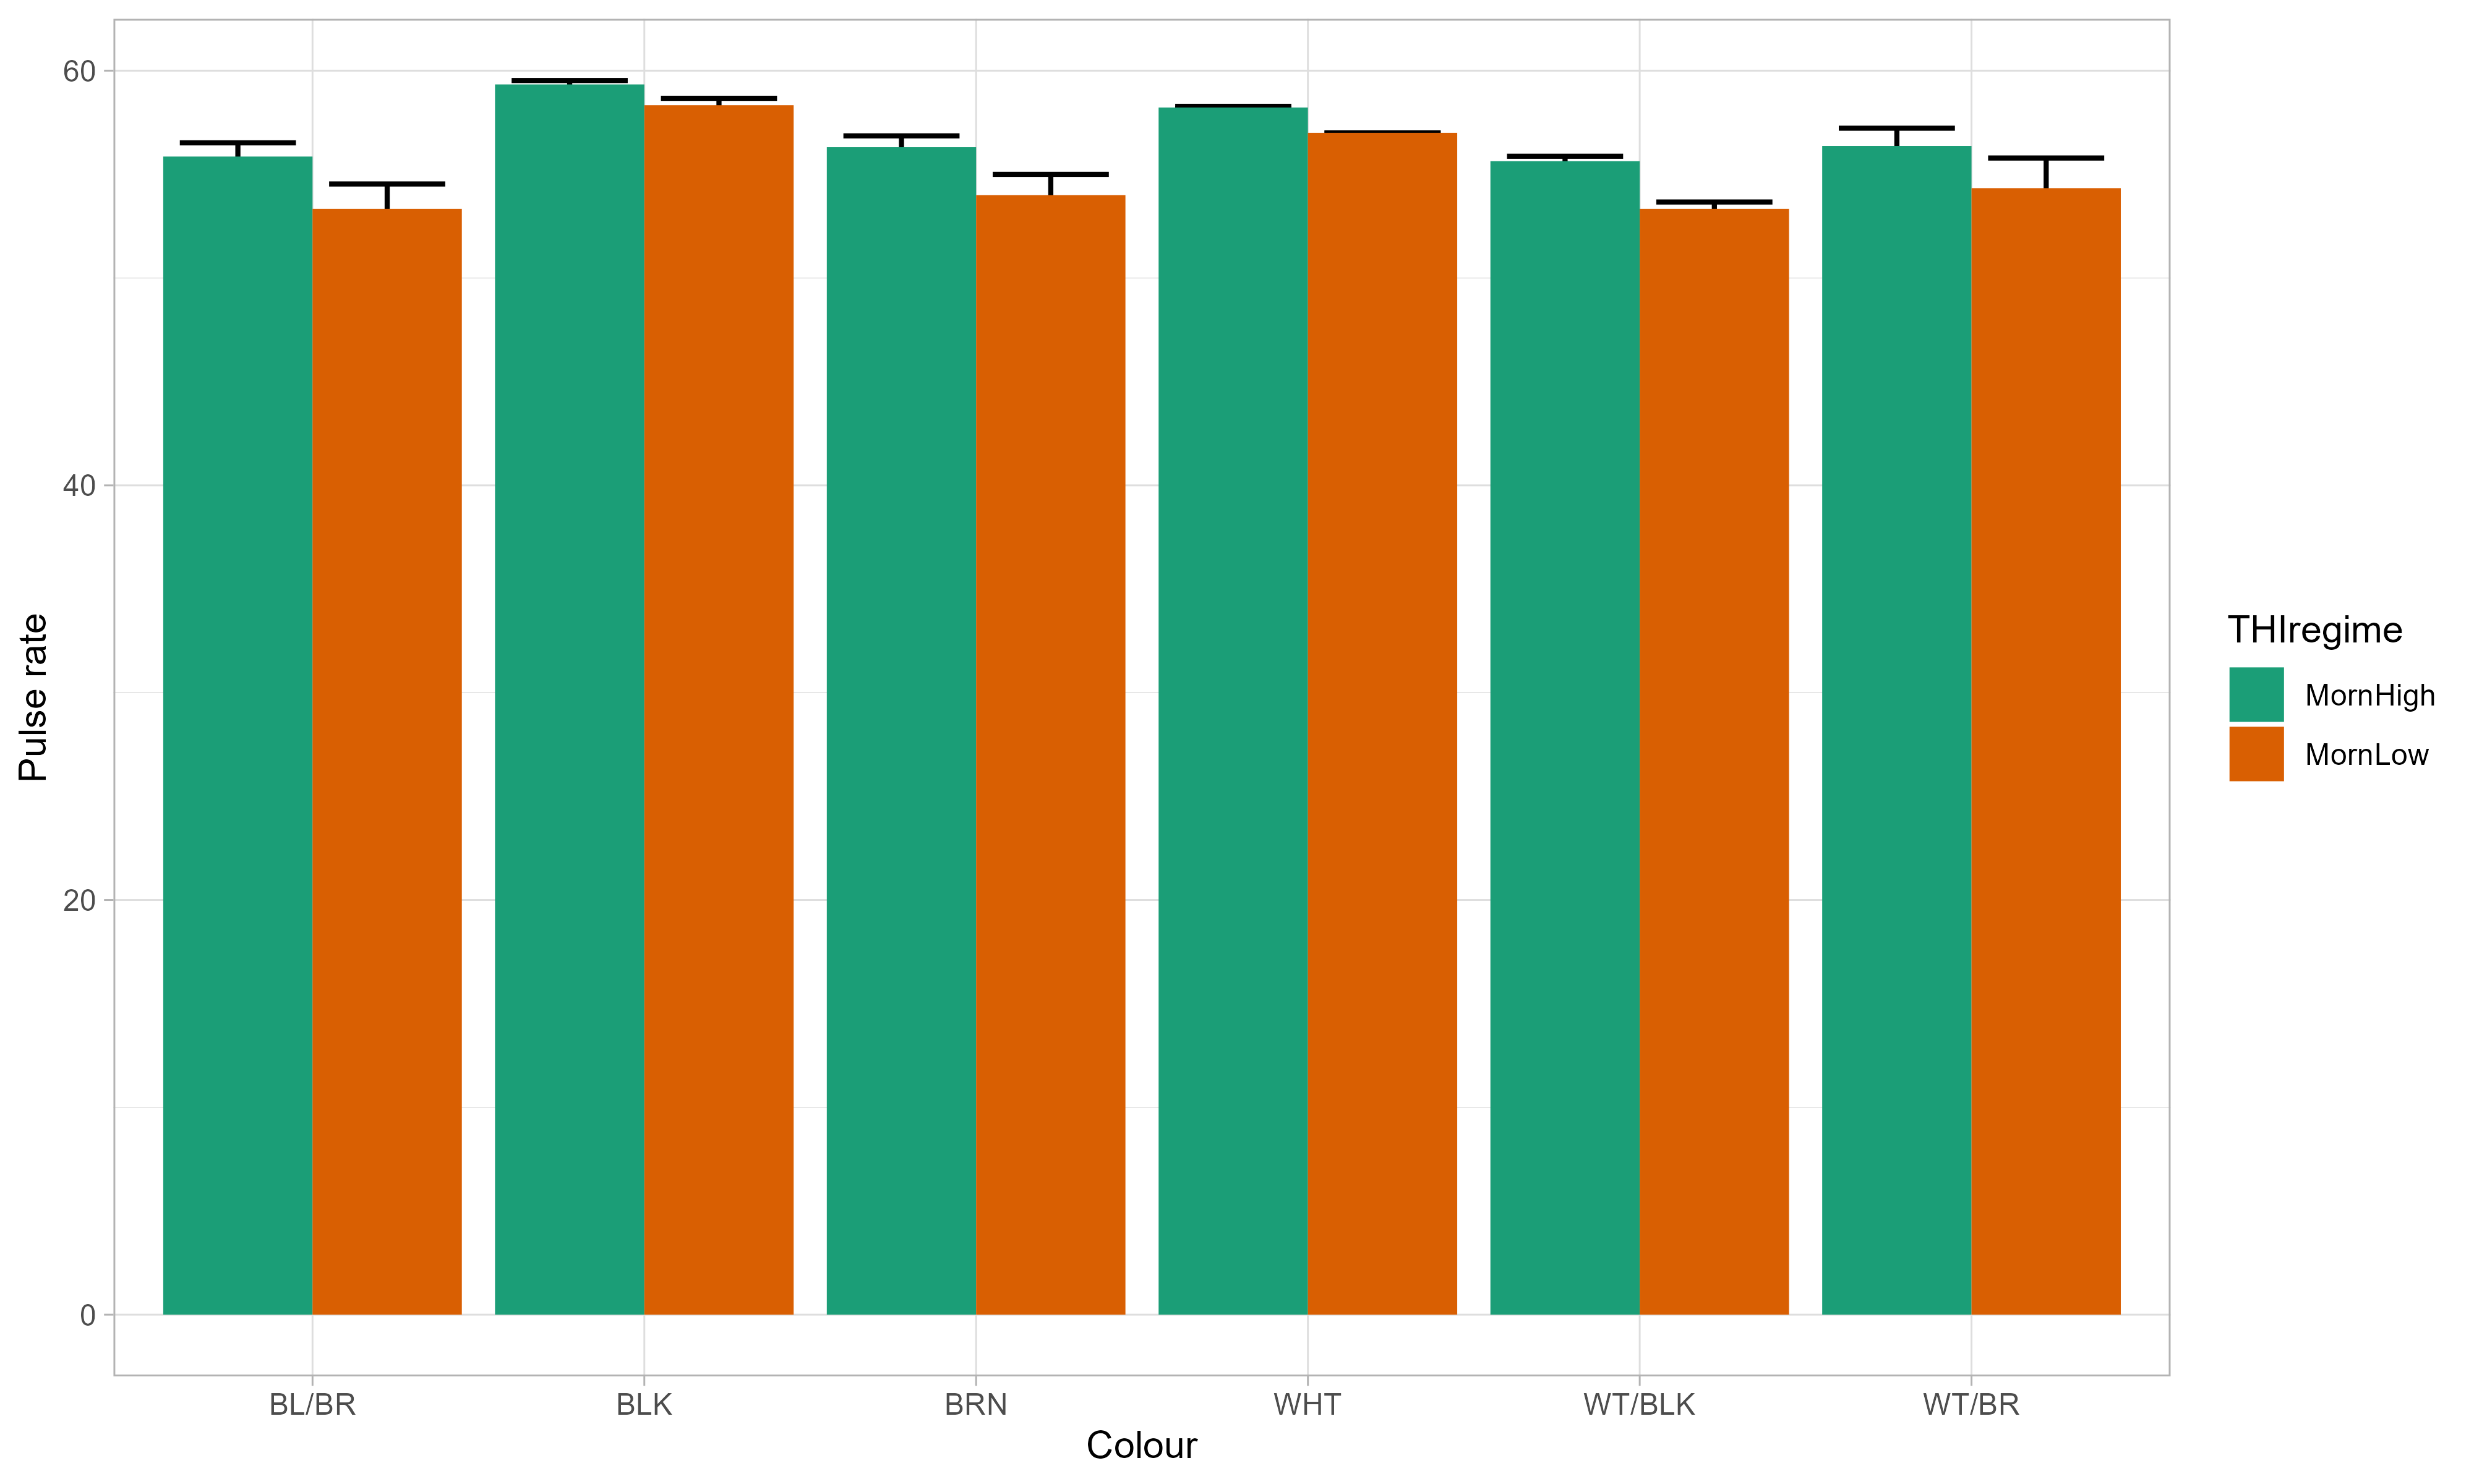 60
40
20
0
Pulse rate
BL/BR
BLK
BRN
WHT
WT/BLK
WT/BR
Colour
THIregime
MornHigh
MornLow